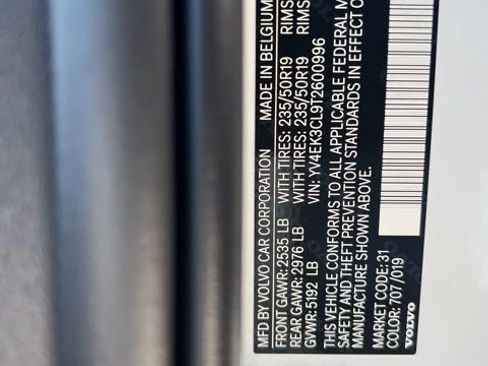 MFD BY VOLVO CAR CORPORATION MADE IN BELGIUM
FRONT GAWR: 2535 LB WITH TIRES: 235/50R19 RIMS
REAR GAWR: 2976 LB WITH TIRES: 235/50R19 RIMS
GVWR: 5192 LB VIN: YV4EK3CL9T2600996
THIS VEHICLE CONFORMS TO ALL APPLICABLE FEDERAL M
SAFETY AND THEFT PREVENTION STANDARDS IN EFFECT O
MANUFACTURE SHOWN ABOVE.
MARKET CODE: 31
COLOR: 707/019
VOLVO